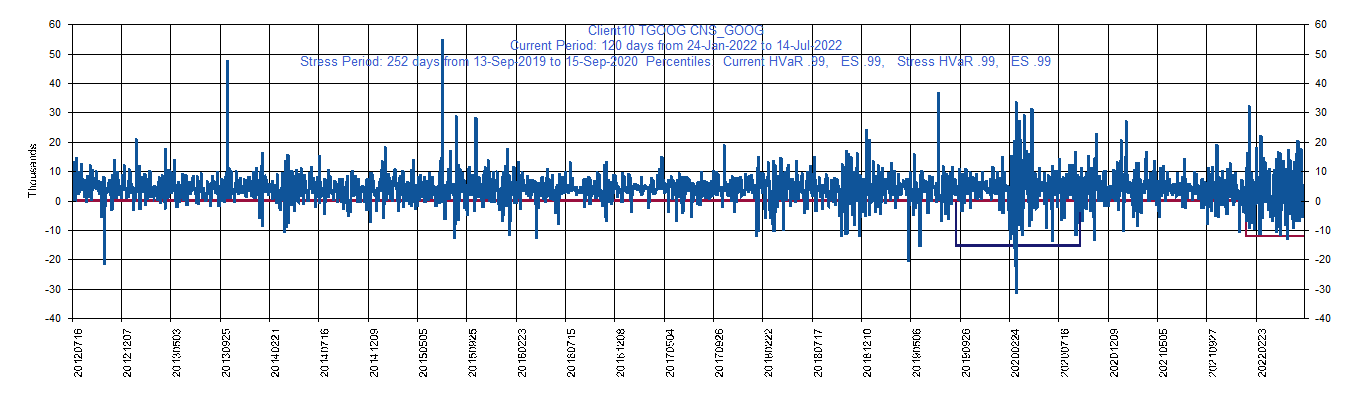 Client10 TGOOG CNS_GOOG
Current Period: 120 days from 24-Jan-2022 to 14-Jul-2022
Stress Period: 252 days from 13-Sep-2019 to 15-Sep-2020 Percentiles: Current HVaR .99, ES .99, Stress HVaR .99, ES .99
60 60
50 50
40 40
30 30
20 20
10 10
0 0
-10 -10
-20 -20
-30 -30
-40 -40
Thousands
20120716 20121207 20130503 20130925 20140221 20140716 20141209 20150505 20150925 20160223 20160715 20161208 20170504 20170926 20180222 20180717 20181210 20190506 20190926 20200224 20200716 20201209 20210505 20210927 20220223